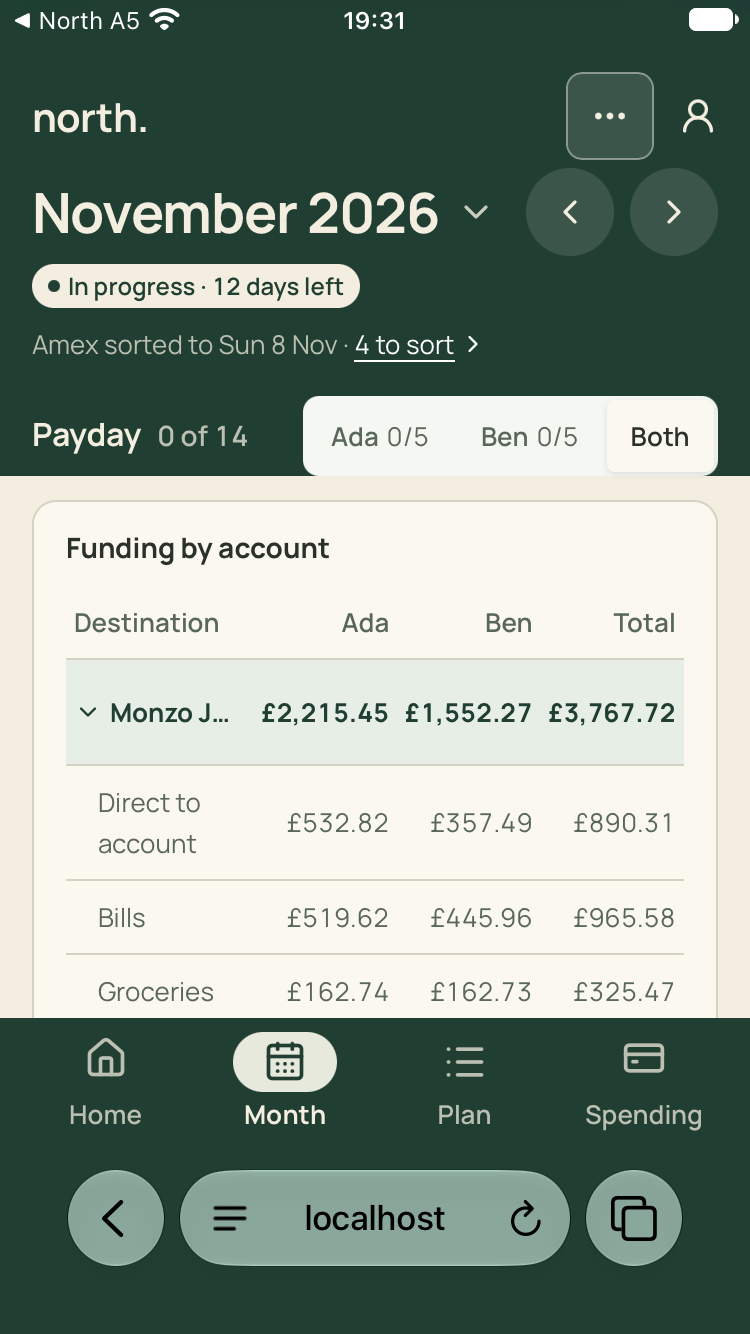 ◀ North A5 19:31
north.
November 2026
In progress · 12 days left
Amex sorted to Sun 8 Nov · 4 to sort
Payday 0 of 14 Ada 0/5 Ben 0/5 Both
Funding by account
Destination Ada Ben Total
Monzo J... £2,215.45 £1,552.27 £3,767.72
Direct to
account £532.82 £357.49 £890.31
Bills £519.62 £445.96 £965.58
Groceries £162.74 £162.73 £325.47
Home Month Plan Spending
localhost